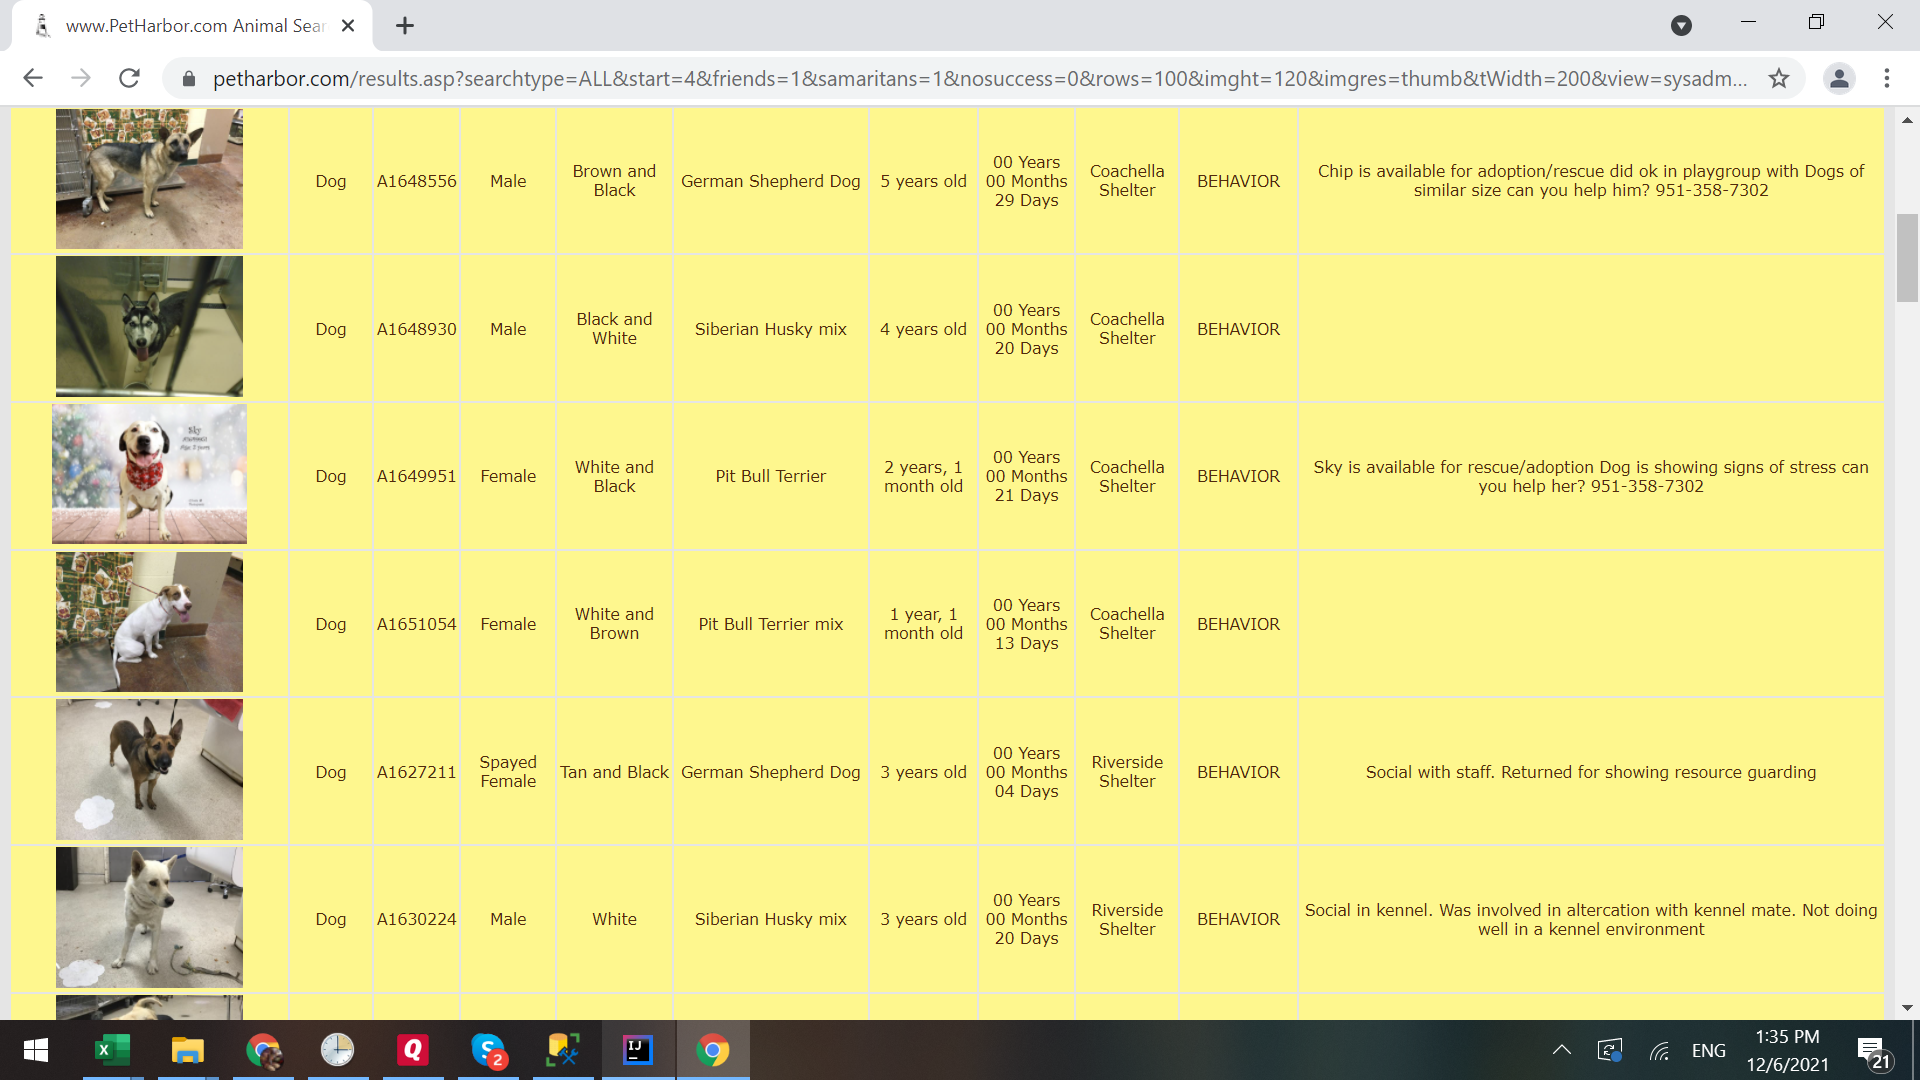 www.PetHarbor.com Animal Sear
petharbor.com/results.asp?searchtype=ALL&start=4&friends=1&samaritans=1&nosuccess=0&rows=100&imght=120&imgres=thumb&tWidth=200&view=sysadm...
Dog
A1648556
Male
Brown and
Black
German Shepherd Dog
5 years old
00 Years
00 Months
29 Days
Coachella
Shelter
BEHAVIOR
Chip is available for adoption/rescue did ok in playgroup with Dogs of
similar size can you help him? 951-358-7302
Dog
A1648930
Male
Black and
White
Siberian Husky mix
4 years old
00 Years
00 Months
20 Days
Coachella
Shelter
BEHAVIOR
Sky
Dog
A1649951
Female
White and
Black
Pit Bull Terrier
2 years, 1
month old
00 Years
00 Months
21 Days
Coachella
Shelter
BEHAVIOR
Sky is available for rescue/adoption Dog is showing signs of stress can
you help her? 951-358-7302
Dog
A1651054
Female
White and
Brown
Pit Bull Terrier mix
1 year, 1
month old
00 Years
00 Months
13 Days
Coachella
Shelter
BEHAVIOR
Dog
A1627211
Spayed
Female
Tan and Black
German Shepherd Dog
3 years old
00 Years
00 Months
04 Days
Riverside
Shelter
BEHAVIOR
Social with staff. Returned for showing resource guarding
Dog
A1630224
Male
White
Siberian Husky mix
3 years old
00 Years
00 Months
20 Days
Riverside
Shelter
BEHAVIOR
Social in kennel. Was involved in altercation with kennel mate. Not doing
well in a kennel environment
X
Q
S
2
IJ
ENG
1:35 PM
12/6/2021
21